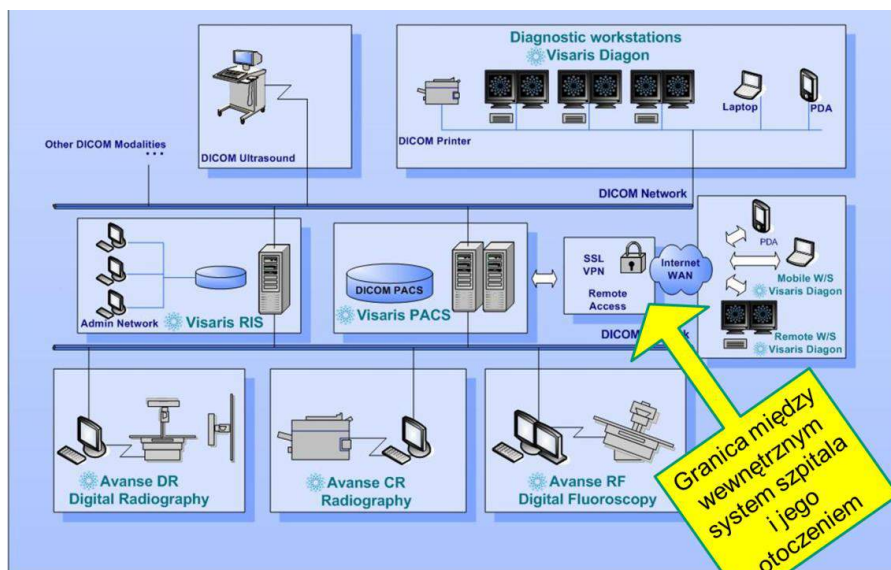 Diagnostic workstations
Visaris Diagon
DICOM Printer
Laptop
PDA
Other DICOM Modalities
• • •
DICOM Ultrasound
DICOM Network
Admin Network
Visaris RIS
DICOM PACS
Visaris PACS
SSL
VPN
Remote
Access
Internet
WAN
PDA
Mobile W/S
Visaris Diagon
Remote W/S
Visaris Diagon
DICOM
Avanse DR
Digital Radiography
Avanse CR
Radiography
Avanse RF
Digital Fluoroscopy
Granica między
wewnętrznym
system szpitala
i jego
otoczeniem